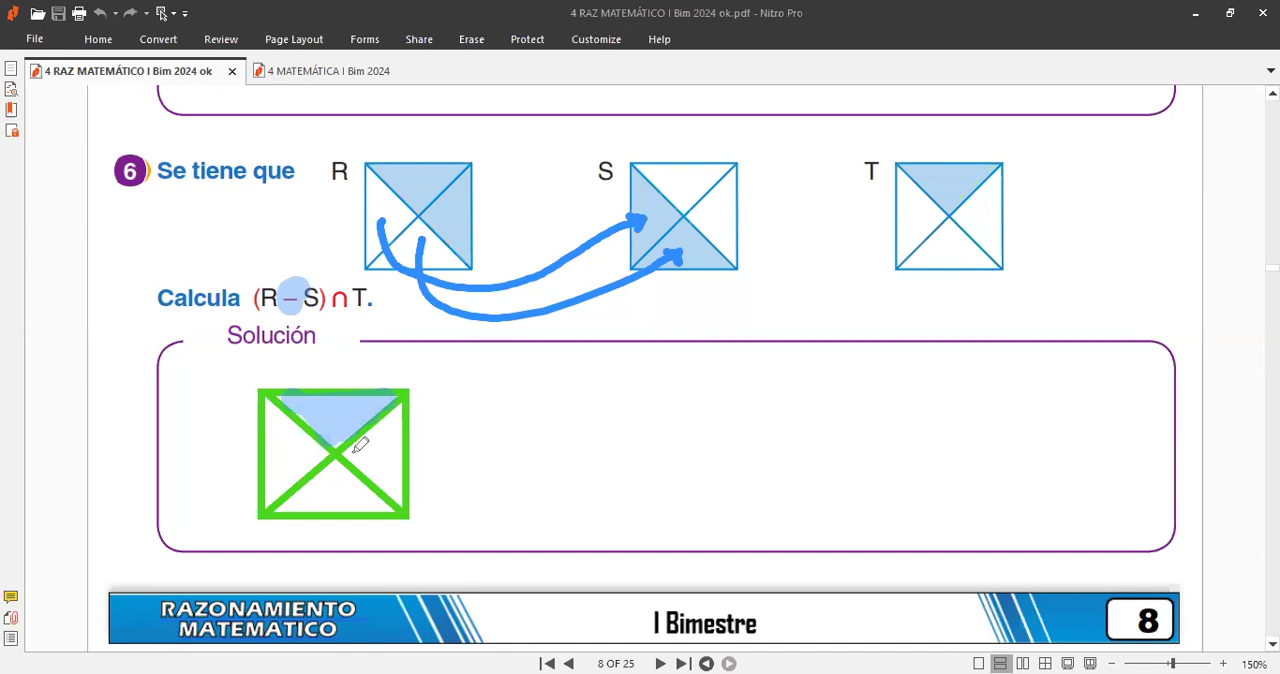 4 RAZ MATEMÁTICO I Bim 2024 ok.pdf - Nitro Pro
File Home Convert Review Page Layout Forms Share Erase Protect Customize Help
4 RAZ MATEMÁTICO I Bim 2024 ok 4 MATEMÁTICA I Bim 2024
6 Se tiene que R S T
Calcula (R – S) ∩ T.
Solución
RAZONAMIENTO
MATEMATICO
I Bimestre
8
8 OF 25
150%